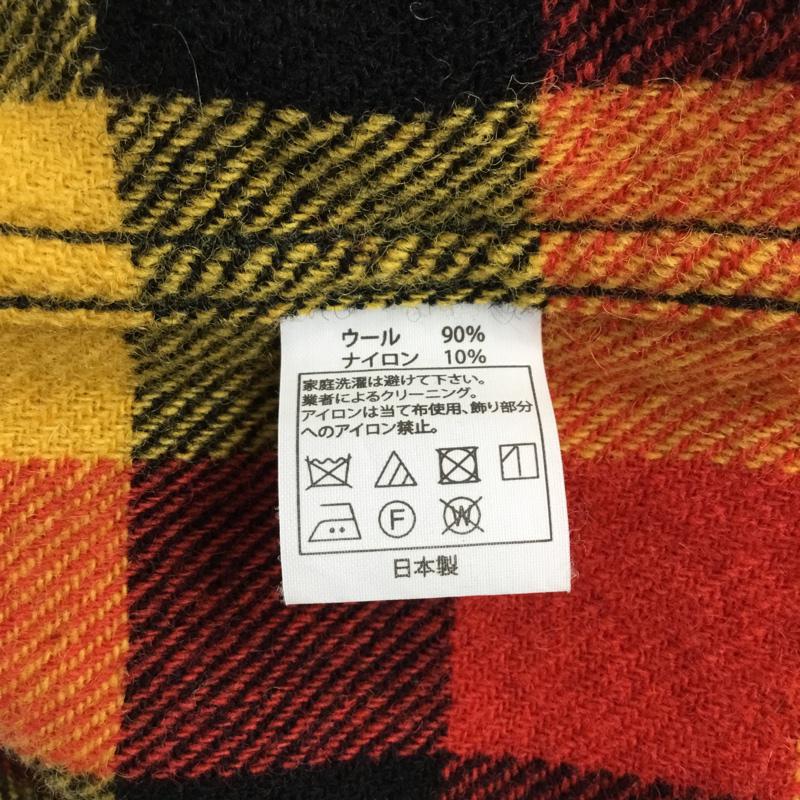 ウール 90%
ナイロン 10%
家庭洗濯は避けて下さい。
業者によるクリーニング。
アイロンは当て布使用、飾り部分
へのアイロン禁止。
F W
日本製